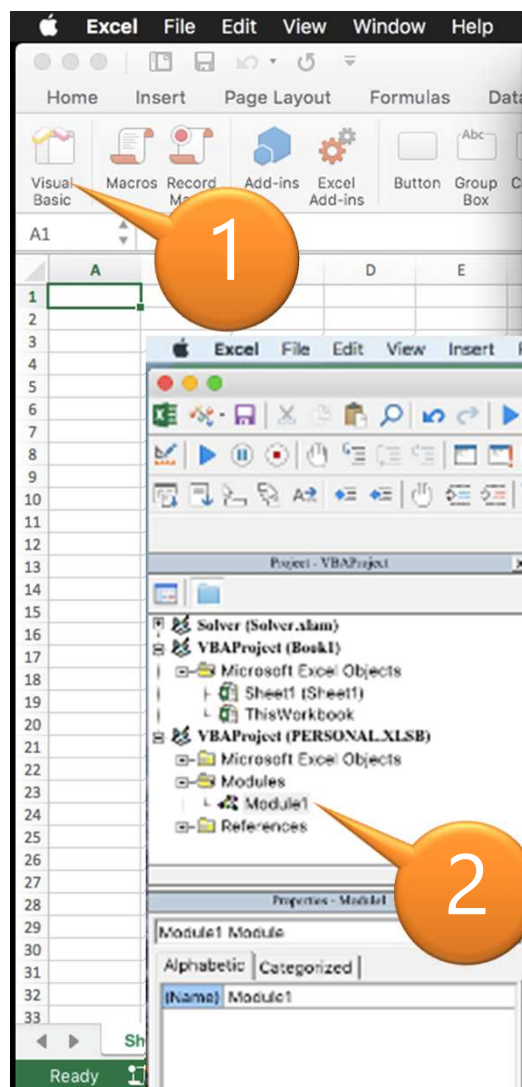 Excel File Edit View Window Help
Home Insert Page Layout Formulas
Visual Basic
Macros
Record
Add-ins
Excel Add-ins
Button
Abc
Group Box
A1
1
A D E
1
2
3
4
5
6
7
8
9
10
11
12
13
14
15
16
17
18
19
20
21
22
23
24
25
26
27
28
29
30
31
32
33
Excel File Edit View Insert
Project - VBAProject
Solver (Solver.xlam)
VBAProject (Book1)
Microsoft Excel Objects
Sheet1 (Sheet1)
ThisWorkbook
VBAProject (PERSONAL.XLSB)
Microsoft Excel Objects
Modules
Module1
References
2
Properties - Module1
Module1 Module
Alphabetic Categorized
(Name) Module1
Ready